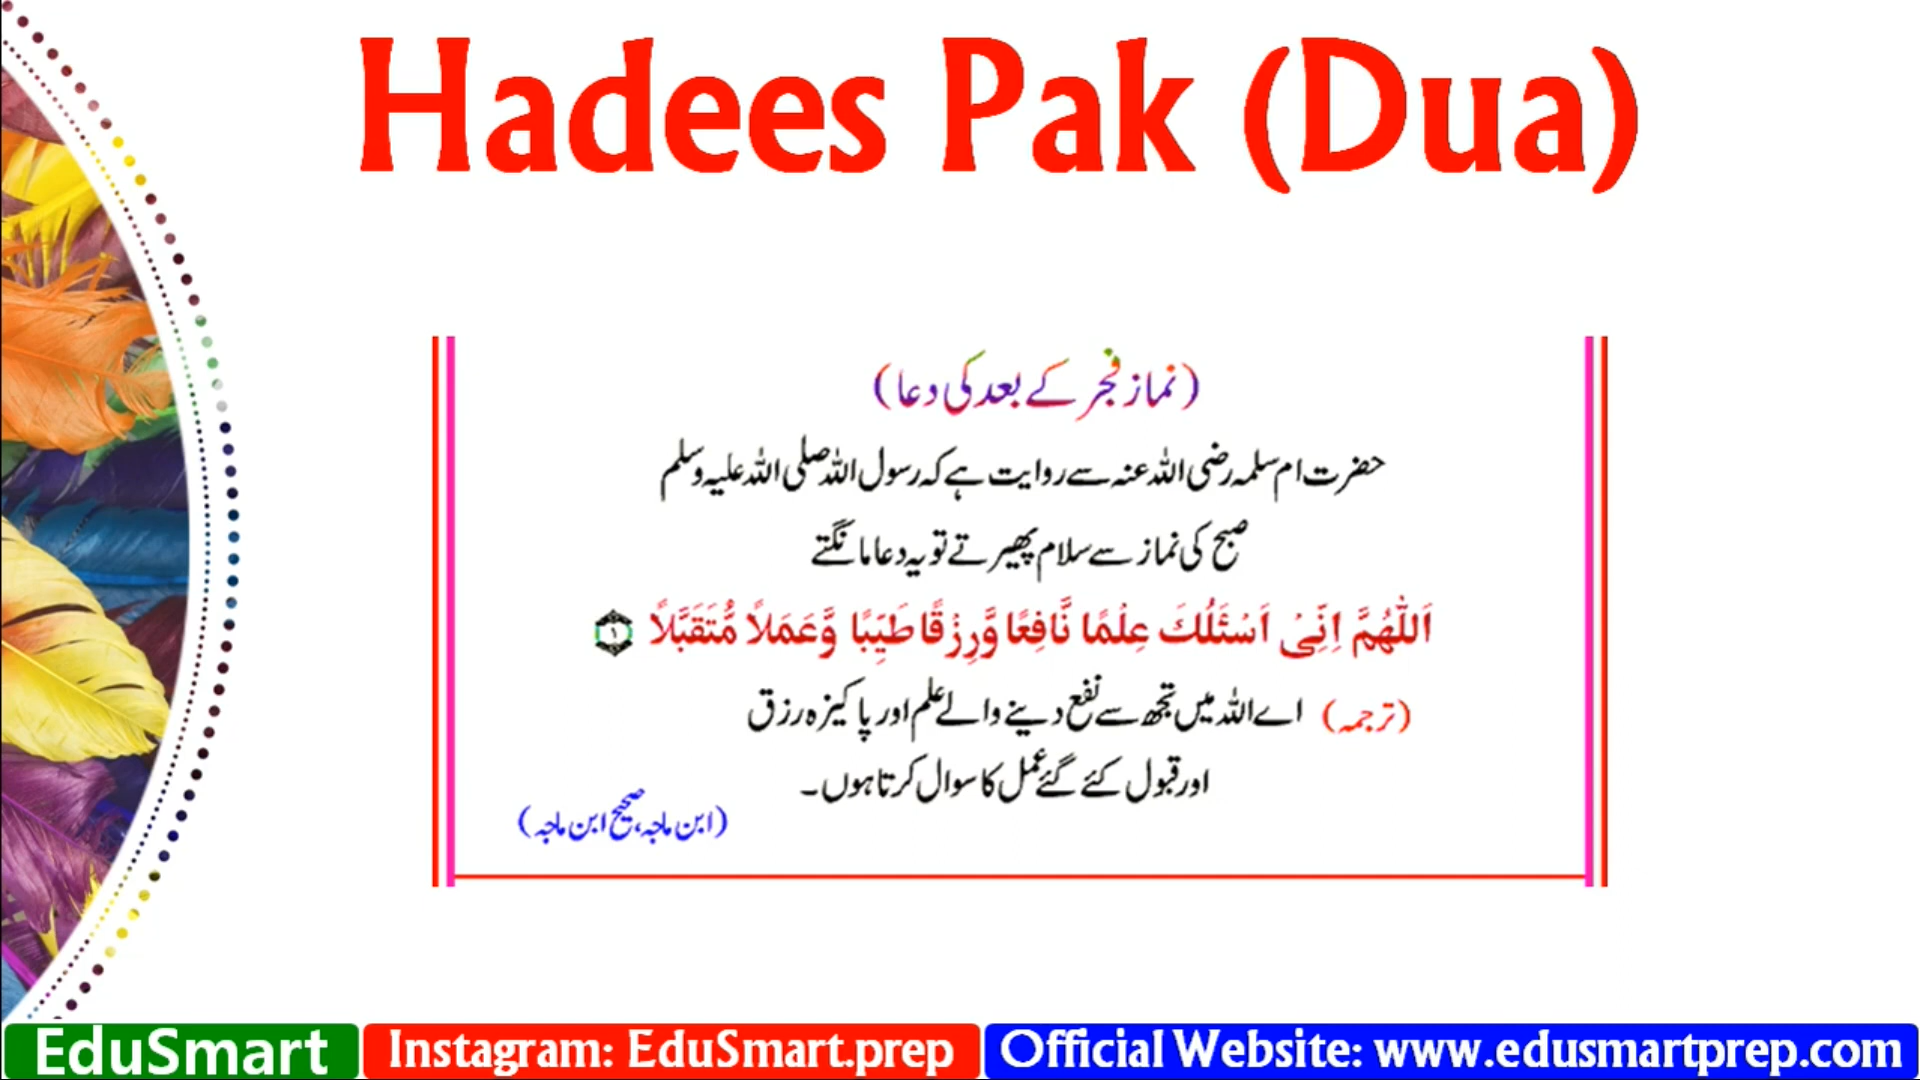 Hadees Pak (Dua)
(نماز فجر کے بعد کی دعا)
حضرت ام سلمہ رضی اللہ عنہ سے روایت ہے کہ رسول اللہ صلی اللہ علیہ وسلم
صبح کی نماز سے سلام پھیرتے تو یہ دعا مانگتے
اَللّٰهُمَّ اِنِّیْ اَسْئَلُكَ عِلْمًا نَّافِعًا وَّرِزْقًا طَيِّبًا وَّعَمَلاً مُّتَقَبَّلاً ۱
(ترجمہ) اے اللہ میں تجھ سے نفع دینے والے علم اور پاکیزہ رزق
اور قبول کئے گئے عمل کا سوال کرتا ہوں۔
(ابن ماجہ، صحیح ابن ماجہ)
EduSmart
Instagram: EduSmart.prep
Official Website: www.edusmartprep.com